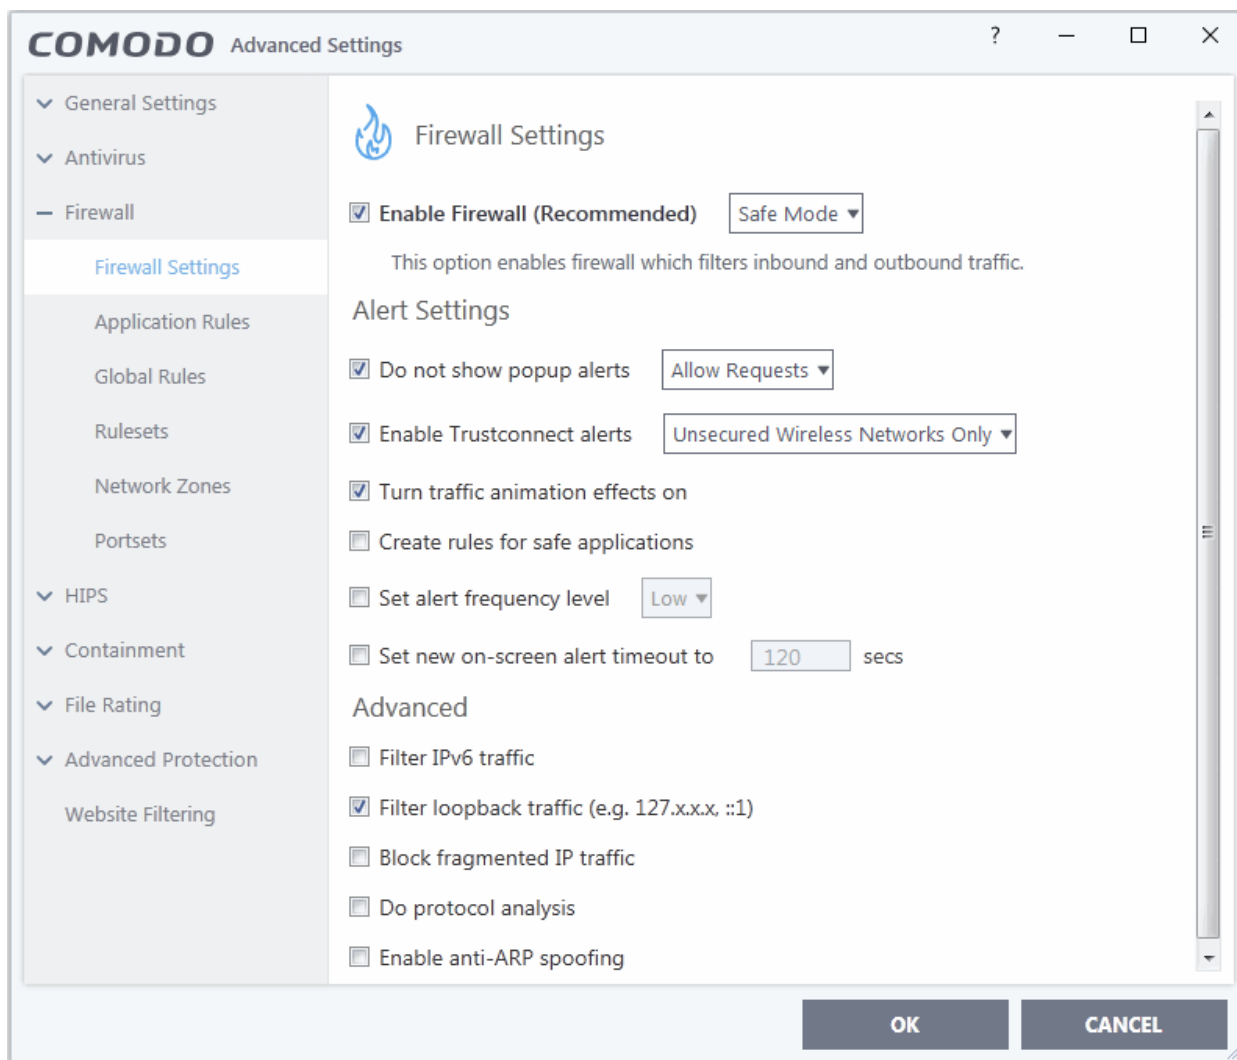 COMODO Advanced Settings ?
General Settings
Antivirus
Firewall
Firewall Settings
Application Rules
Global Rules
Rulesets
Network Zones
Portsets
HIPS
Containment
File Rating
Advanced Protection
Website Filtering
Firewall Settings
Enable Firewall (Recommended) Safe Mode
This option enables firewall which filters inbound and outbound traffic.
Alert Settings
Do not show popup alerts Allow Requests
Enable Trustconnect alerts Unsecured Wireless Networks Only
Turn traffic animation effects on
Create rules for safe applications
Set alert frequency level Low
Set new on-screen alert timeout to 120 secs
Advanced
Filter IPv6 traffic
Filter loopback traffic (e.g. 127.x.x.x, ::1)
Block fragmented IP traffic
Do protocol analysis
Enable anti-ARP spoofing
OK CANCEL